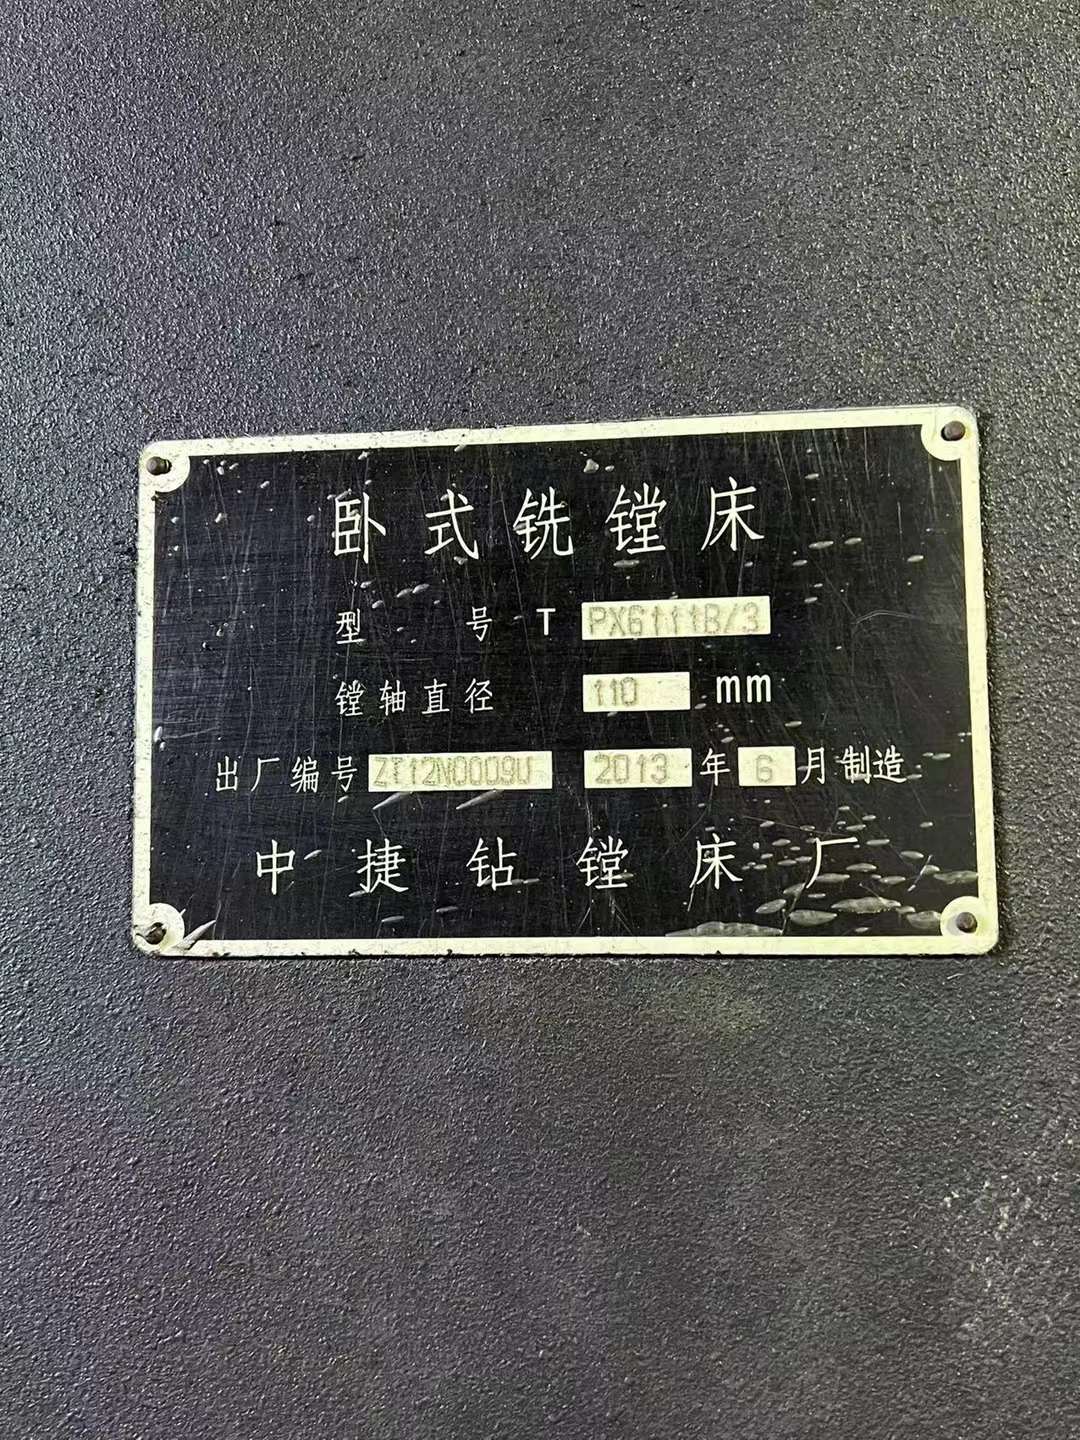 卧式铣镗床
型号 T PX6111B/3
镗轴直径 110 mm
出厂编号 ZT12N0009U 2013 年 6 月制造
中捷钻镗床厂